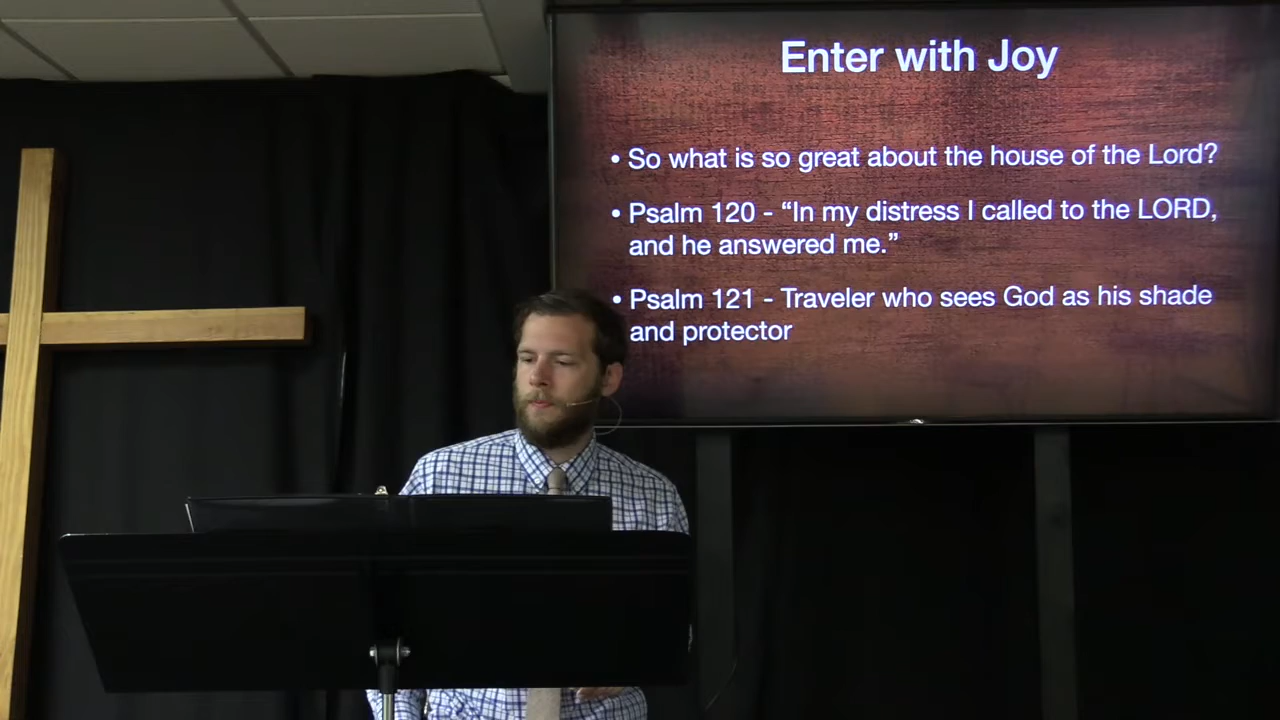 Enter with Joy
• So what is so great about the house of the Lord?
• Psalm 120 - “In my distress I called to the LORD,
and he answered me.”
• Psalm 121 - Traveler who sees God as his shade
and protector